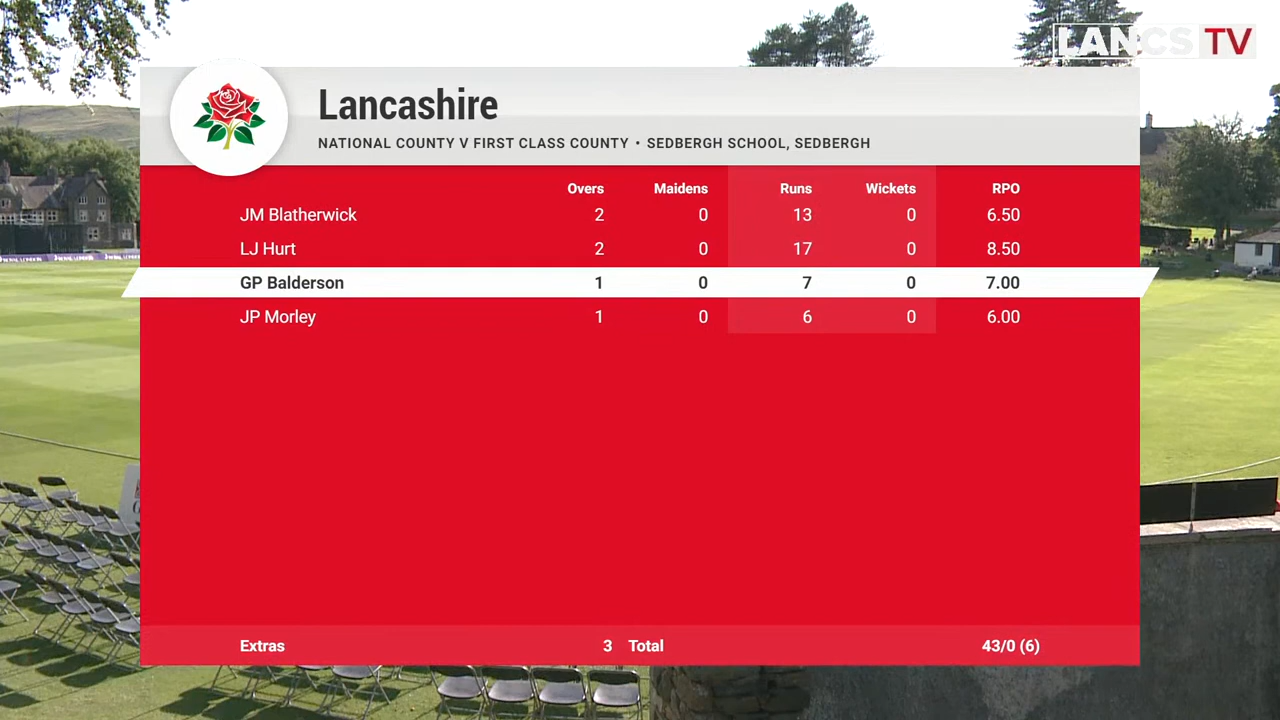 LANCS TV
Lancashire
NATIONAL COUNTY V FIRST CLASS COUNTY • SEDBERGH SCHOOL, SEDBERGH
Overs Maidens Runs Wickets RPO
JM Blatherwick 2 0 13 0 6.50
LJ Hurt 2 0 17 0 8.50
GP Balderson 1 0 7 0 7.00
JP Morley 1 0 6 0 6.00
Extras 3 Total 43/0 (6)